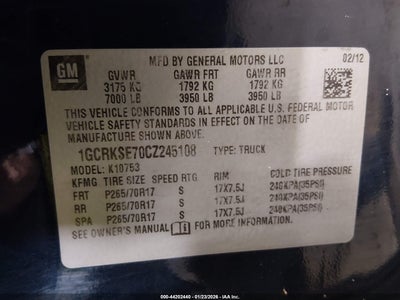 GM
MFD BY GENERAL MOTORS LLC 02/12
GVWR GAWR FRT GAWR RR
3175 KG 1792 KG 1792 KG
7000 LB 3950 LB 3950 LB
THIS VEHICLE CONFORMS TO ALL APPLICABLE
U.S. FEDERAL MOTOR
VEHICLE SAFETY STANDARDS IN EFFECT ON THE DATE OF
MANUFACTURE SHOWN ABOVE.
1GCRKSE70CZ245108 TYPE: TRUCK
MODEL: K10753
KFMG TIRE SIZE SPEED RTG RIM COLD TIRE PRESSURE
FRT P265/70R17 S 17X7.5J 240KPA(35PSI)
RR P265/70R17 S 17X7.5J 240KPA(35PSI)
SPA P265/70R17 S 17X7.5J 240KPA(35PSI)
SEE OWNER'S MANUAL FOR MORE INFORMATION.
000-44202440 - 01/23/2026 - IAAI.COM